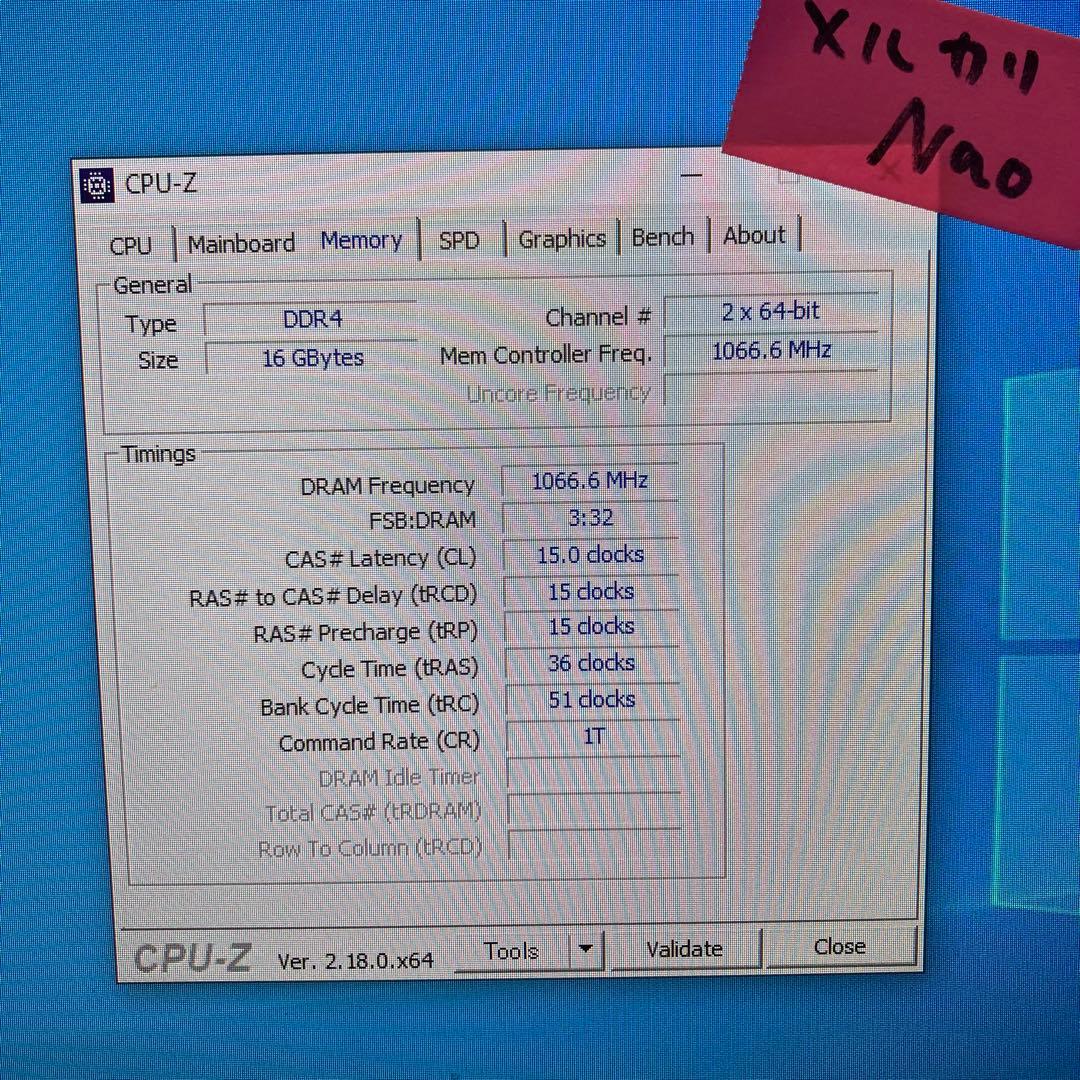 メルカリ
Nao
CPU-Z
CPU Mainboard Memory SPD Graphics Bench About
General
Type DDR4 Channel # 2 x 64-bit
Size 16 GBytes Mem Controller Freq. 1066.6 MHz
Uncore Frequency
Timings
DRAM Frequency 1066.6 MHz
FSB:DRAM 3:32
CAS# Latency (CL) 15.0 clocks
RAS# to CAS# Delay (tRCD) 15 clocks
RAS# Precharge (tRP) 15 clocks
Cycle Time (tRAS) 36 clocks
Bank Cycle Time (tRC) 51 clocks
Command Rate (CR) 1T
DRAM Idle Timer
Total CAS# (tRDRAM)
Row To Column (tRCD)
CPU-Z Ver. 2.18.0.x64 Tools Validate Close